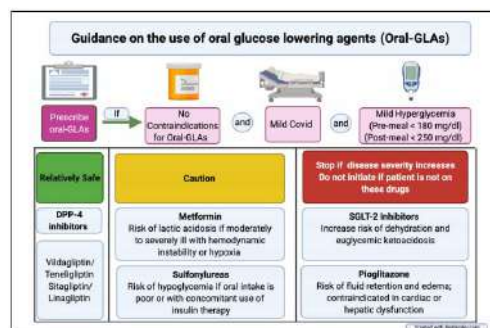 Guidance on the use of oral glucose lowering agents (Oral-GLAs)
Prescribe
oral-GLAs
If
No
Contraindications
for Oral-GLAs
and
Mild Covid
and
Mild Hyperglycemia
(Pre-meal < 180 mg/dl)
(Post-meal < 250 mg/dl)
Relatively Safe
Caution
Stop if disease severity increases
Do not initiate if patient is not on
these drugs
DPP-4
inhibitors
Vildagliptin/
Teneligliptin
Sitagliptin/
Linagliptin
Metformin
Risk of lactic acidosis if moderately
to severely ill with hemodynamic
instability or hypoxia
Sulfonylureas
Risk of hypoglycemia if oral intake is
poor or with concomitant use of
insulin therapy
SGLT-2 Inhibitors
Increase risk of dehydration and
euglycemic ketoacidosis
Pioglitazone
Risk of fluid retention and edema;
contraindicated in cardiac or
hepatic dysfunction